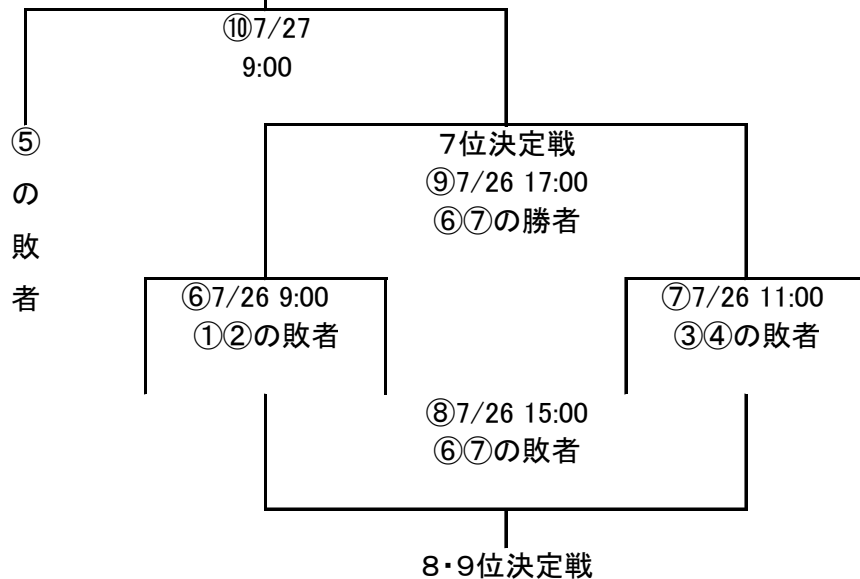 ⑩7/27
9:00
⑤の敗者
7位決定戦
⑨7/26 17:00
⑥⑦の勝者
⑥7/26 9:00
①②の敗者
⑦7/26 11:00
③④の敗者
⑧7/26 15:00
⑥⑦の敗者
8・9位決定戦